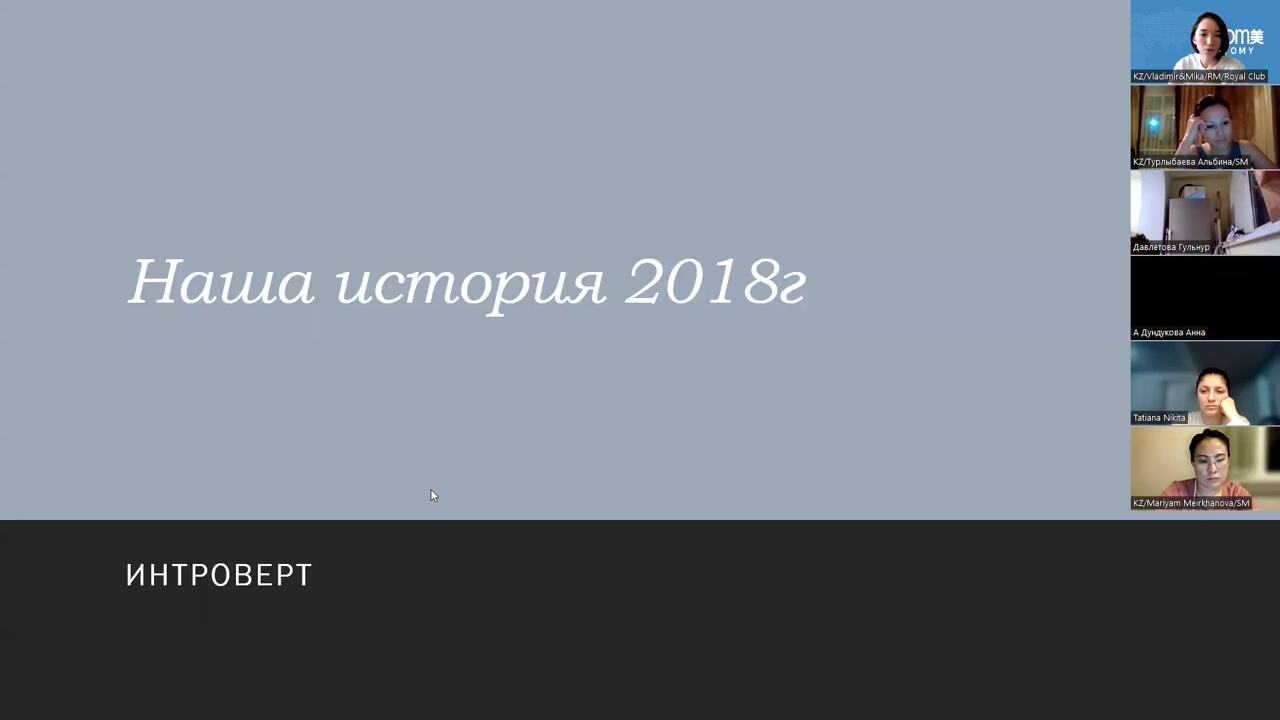 Наша история 2018г
ИНТРОВЕРТ
KZ/Vladimir&Mika/RM/Royal Club
KZ/Турлыбаева Альбина/SM
Давлетова Гульнур
А Дундукова Анна
Tatiana Nikita
KZ/Mariyam Meirkhanova/SM